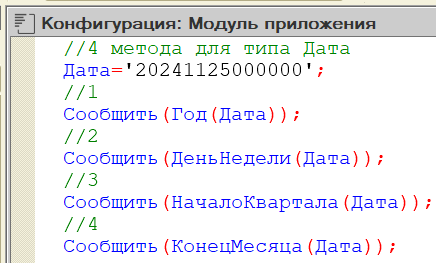 Конфигурация: Модуль приложения
//4 метода для типа Дата
Дата='20241125000000';
//1
Сообщить(Год(Дата));
//2
Сообщить(ДеньНедели(Дата));
//3
Сообщить(НачалоКвартала(Дата));
//4
Сообщить(КонецМесяца(Дата));